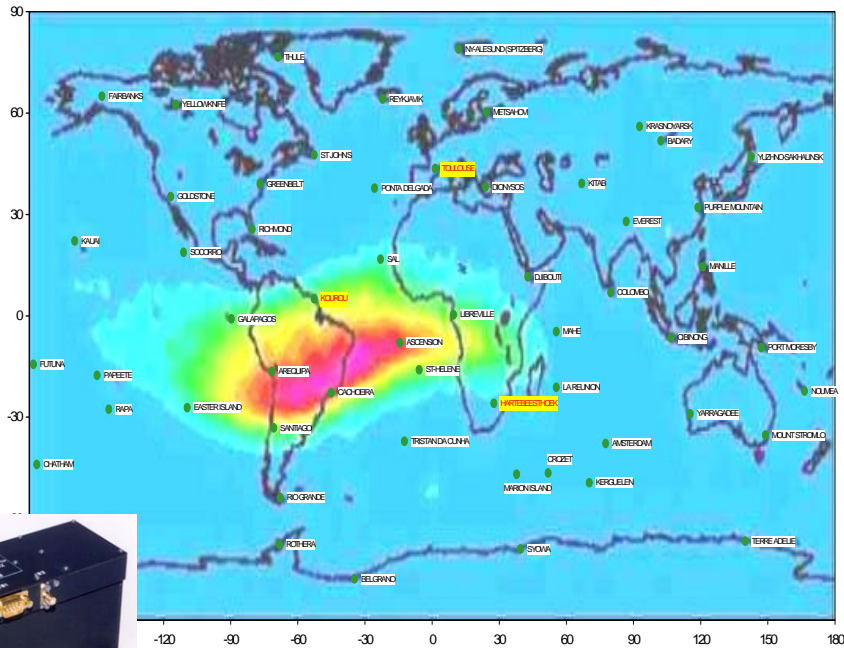 90
THULE
NY-ALESUND (SPITZBERG)
FAIRBANKS
YELLOWKNIFE
REYKJAVIK
METSAHOVI
60
KRASNOYARSK
BADARY
ST JOHN'S
TOULOUSE
YUZHNO-SAKHALINSK
GREENBELT
PONTA DELGADA
DIONYSOS
KITAB
GOLDSTONE
PURPLE MOUNTAIN
30
RICHMOND
EVEREST
KAUAI
SOCORRO
SAL
MANILLE
DJIBOUTI
COLOMBO
KOUROU
0
GALAPAGOS
LIBREVILLE
MAHE
CIBINONG
ASCENSION
PORT MORESBY
FUTUNA
PAPEETE
AREQUIPA
ST-HELENE
CACHOEIRA
LA REUNION
NOUMEA
RAPA
EASTER ISLAND
HARTEBEESTHOEK
YARRAGADEE
-30
SANTIAGO
TRISTAN DA CUNHA
AMSTERDAM
MOUNT STROMLO
CHATHAM
CROZET
MARION ISLAND
KERGUELEN
RIO GRANDE
ROTHERA
SYOWA
TERRE ADELIE
BELGRANO
-120 -90 -60 -30 0 30 60 90 120 150 180